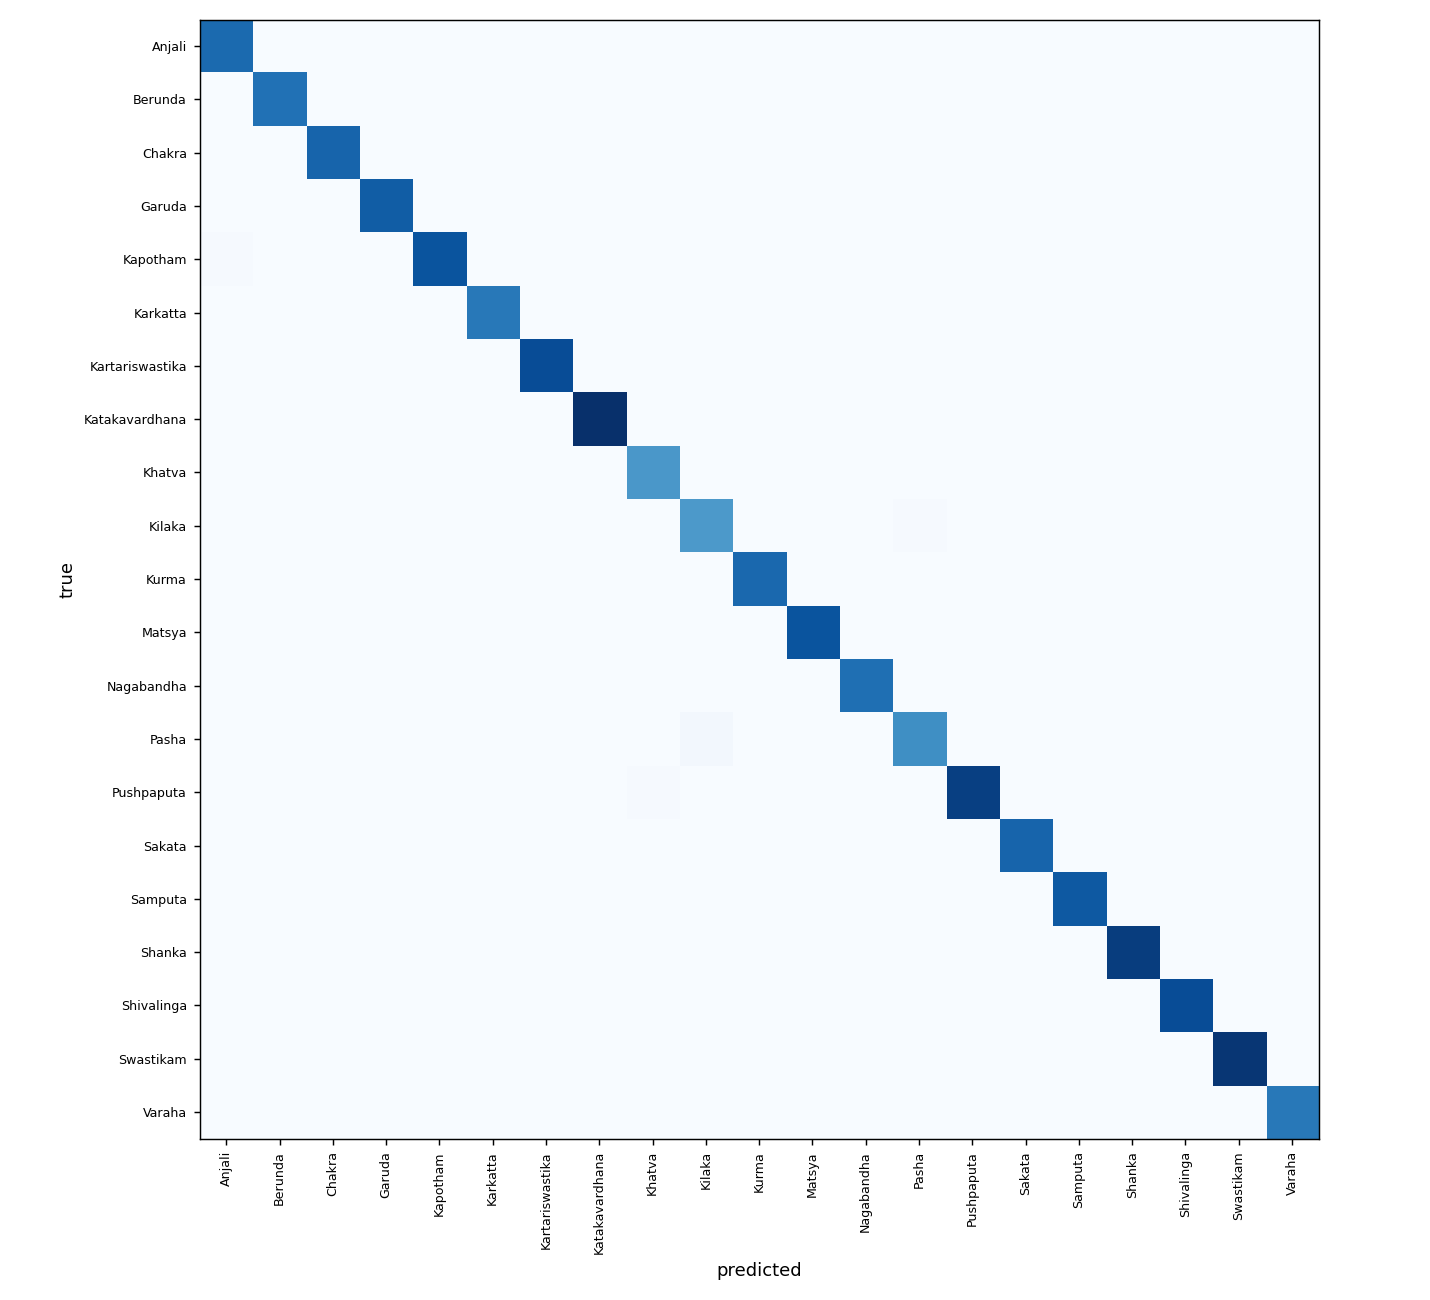 Anjali
Berunda
Chakra
Garuda
Kapotham
Karkatta
Kartariswastika
Katakavardhana
Khatva
Kilaka
Kurma
Matsya
Nagabandha
Pasha
Pushpaputa
Sakata
Samputa
Shanka
Shivalinga
Swastikam
Varaha
true
Anjali
Berunda
Chakra
Garuda
Kapotham
Karkatta
Kartariswastika
Katakavardhana
Khatva
Kilaka
Kurma
Matsya
Nagabandha
Pasha
Pushpaputa
Sakata
Samputa
Shanka
Shivalinga
Swastikam
Varaha
predicted